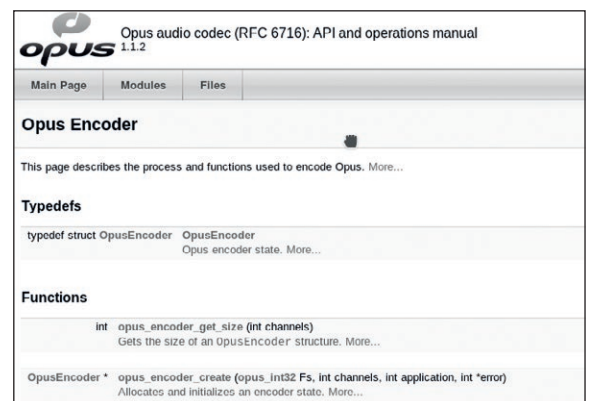 opus
Opus audio codec (RFC 6716): API and operations manual
1.1.2
Main Page Modules Files
Opus Encoder
This page describes the process and functions used to encode Opus. More...
Typedefs
typedef struct OpusEncoder OpusEncoder
Opus encoder state. More...
Functions
int opus_encoder_get_size (int channels)
Gets the size of an OpusEncoder structure. More...
OpusEncoder * opus_encoder_create (opus_int32 Fs, int channels, int application, int *error)
Allocates and initializes an encoder state. More...